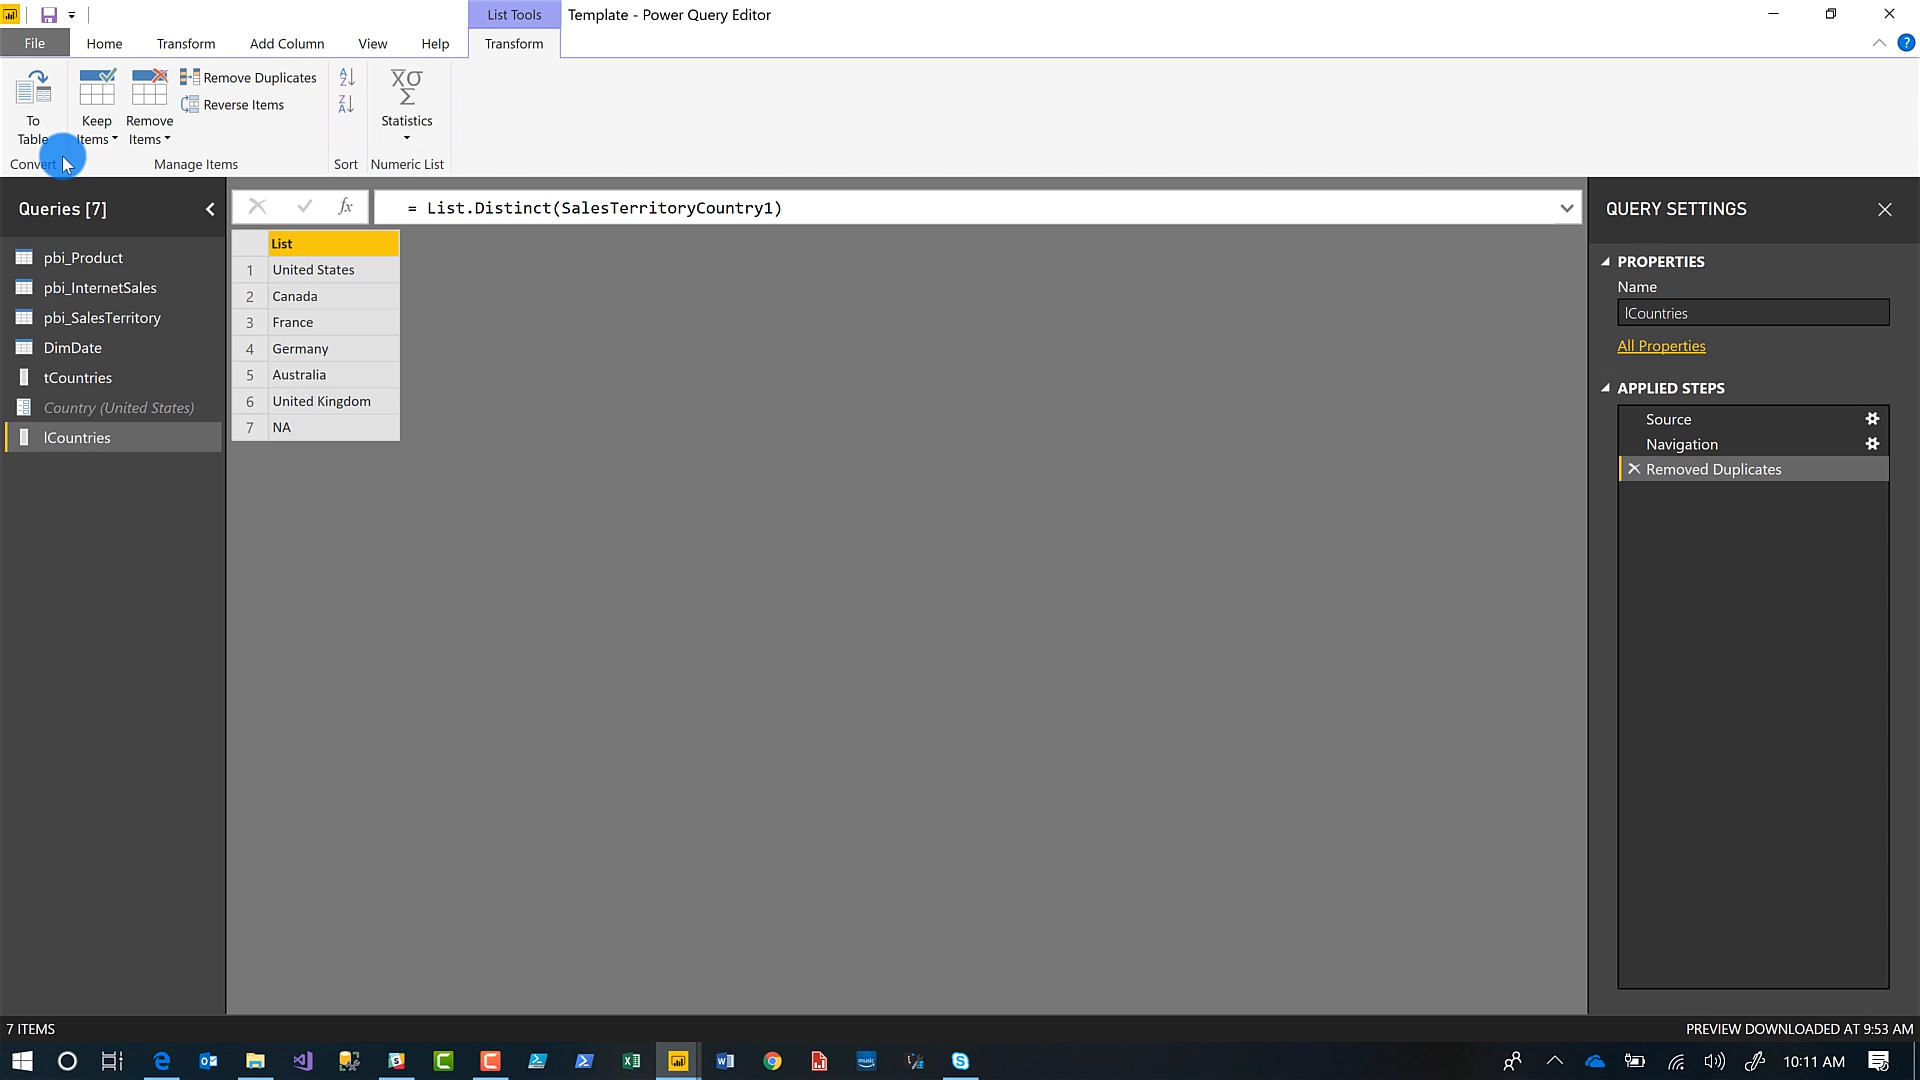 List Tools
Template - Power Query Editor
File
Home
Transform
Add Column
View
Help
Transform
To
Table
Keep
Items
Remove
Items
Remove Duplicates
Reverse Items
Statistics
Convert
Manage Items
Sort
Numeric List
Queries [7]
fx
= List.Distinct(SalesTerritoryCountry1)
QUERY SETTINGS
pbi_Product
pbi_InternetSales
pbi_SalesTerritory
DimDate
tCountries
Country (United States)
lCountries
List
1 United States
2 Canada
3 France
4 Germany
5 Australia
6 United Kingdom
7 NA
PROPERTIES
Name
lCountries
All Properties
APPLIED STEPS
Source
Navigation
Removed Duplicates
7 ITEMS
PREVIEW DOWNLOADED AT 9:53 AM
10:11 AM